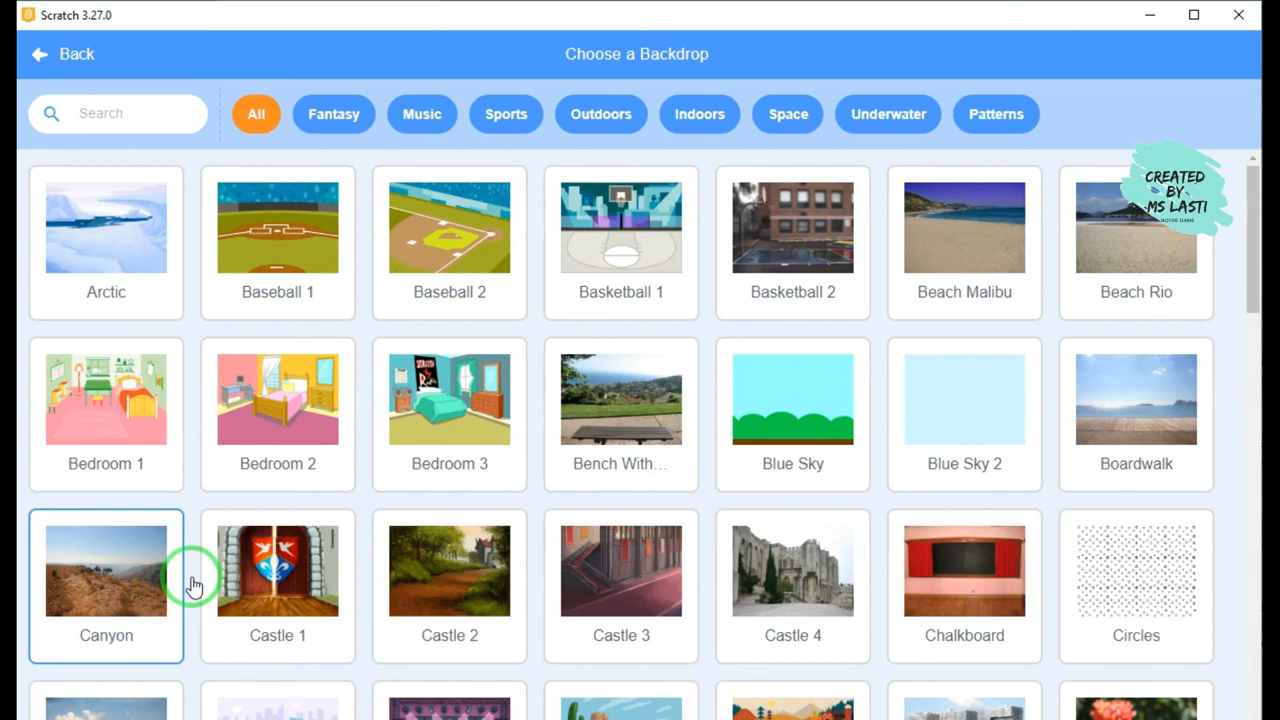 Scratch 3.27.0
Back
Choose a Backdrop
Search
All
Fantasy
Music
Sports
Outdoors
Indoors
Space
Underwater
Patterns
CREATED
BY
MS LASTI
NOTRE DAME
Arctic
Baseball 1
Baseball 2
Basketball 1
Basketball 2
Beach Malibu
Beach Rio
Bedroom 1
Bedroom 2
Bedroom 3
Bench With...
Blue Sky
Blue Sky 2
Boardwalk
Canyon
Castle 1
Castle 2
Castle 3
Castle 4
Chalkboard
Circles